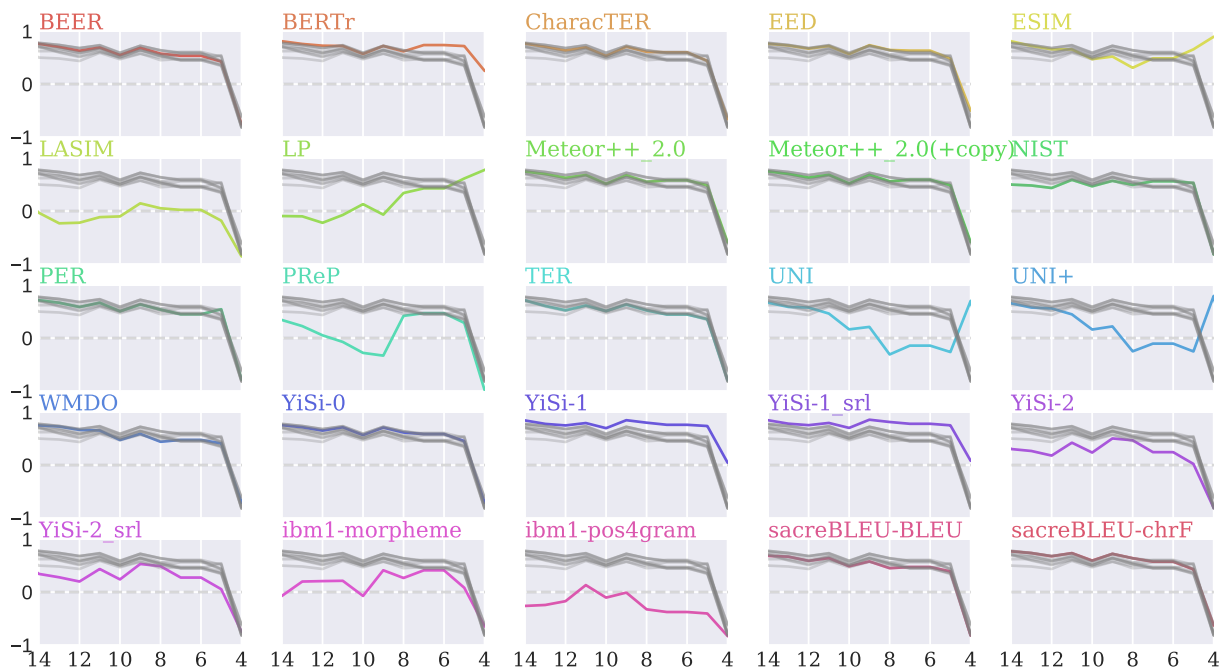 BEER BERTr CharacTER EED ESIM
1
0
−1
LASIM LP Meteor++_2.0 Meteor++_2.0(+copy) NIST
1
0
−1
PER PReP TER UNI UNI+
1
0
−1
WMDO YiSi-0 YiSi-1 YiSi-1_srl YiSi-2
1
0
−1
YiSi-2_srl ibm1-morpheme ibm1-pos4gram sacreBLEU-BLEU sacreBLEU-chrF
1
0
−1
14 12 10 8 6 4 14 12 10 8 6 4 14 12 10 8 6 4 14 12 10 8 6 4 14 12 10 8 6 4